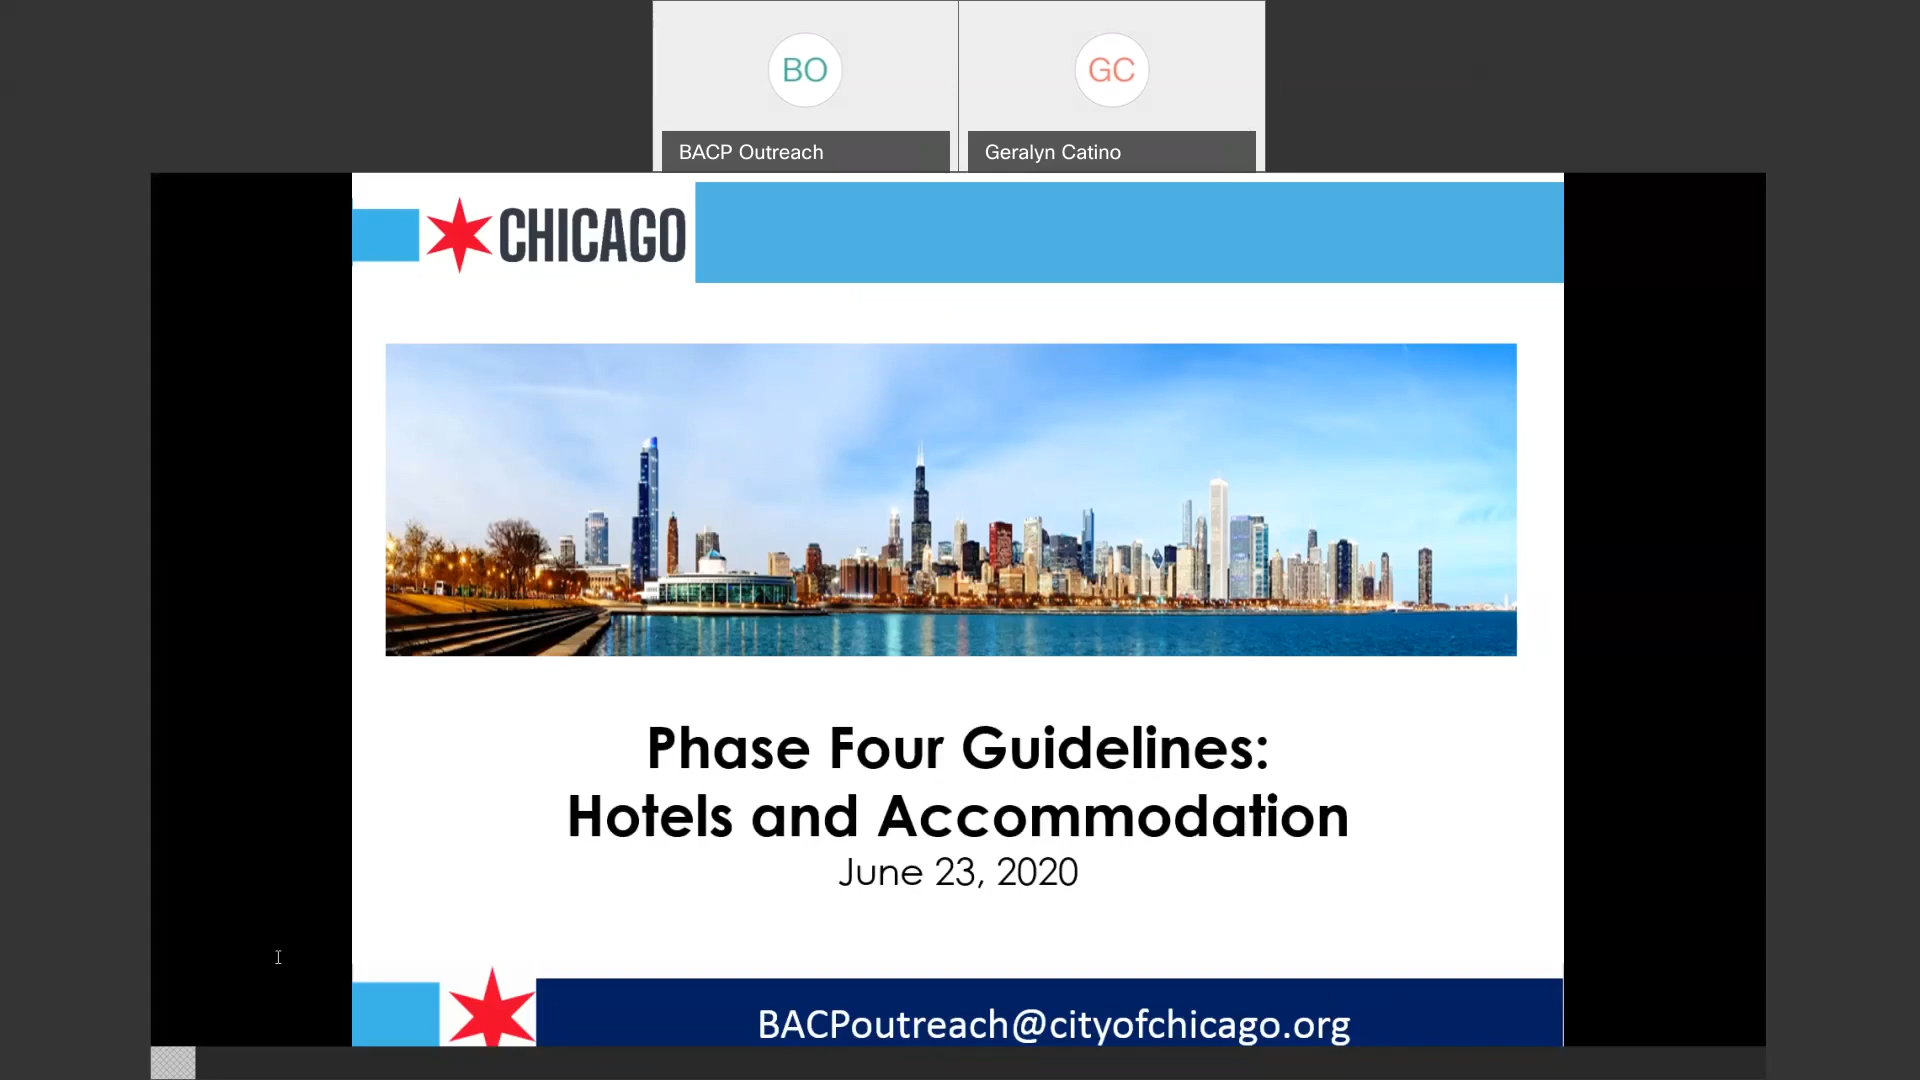 BO
GC
BACP Outreach
Geralyn Catino
CHICAGO
Phase Four Guidelines:
Hotels and Accommodation
June 23, 2020
BACPoutreach@cityofchicago.org